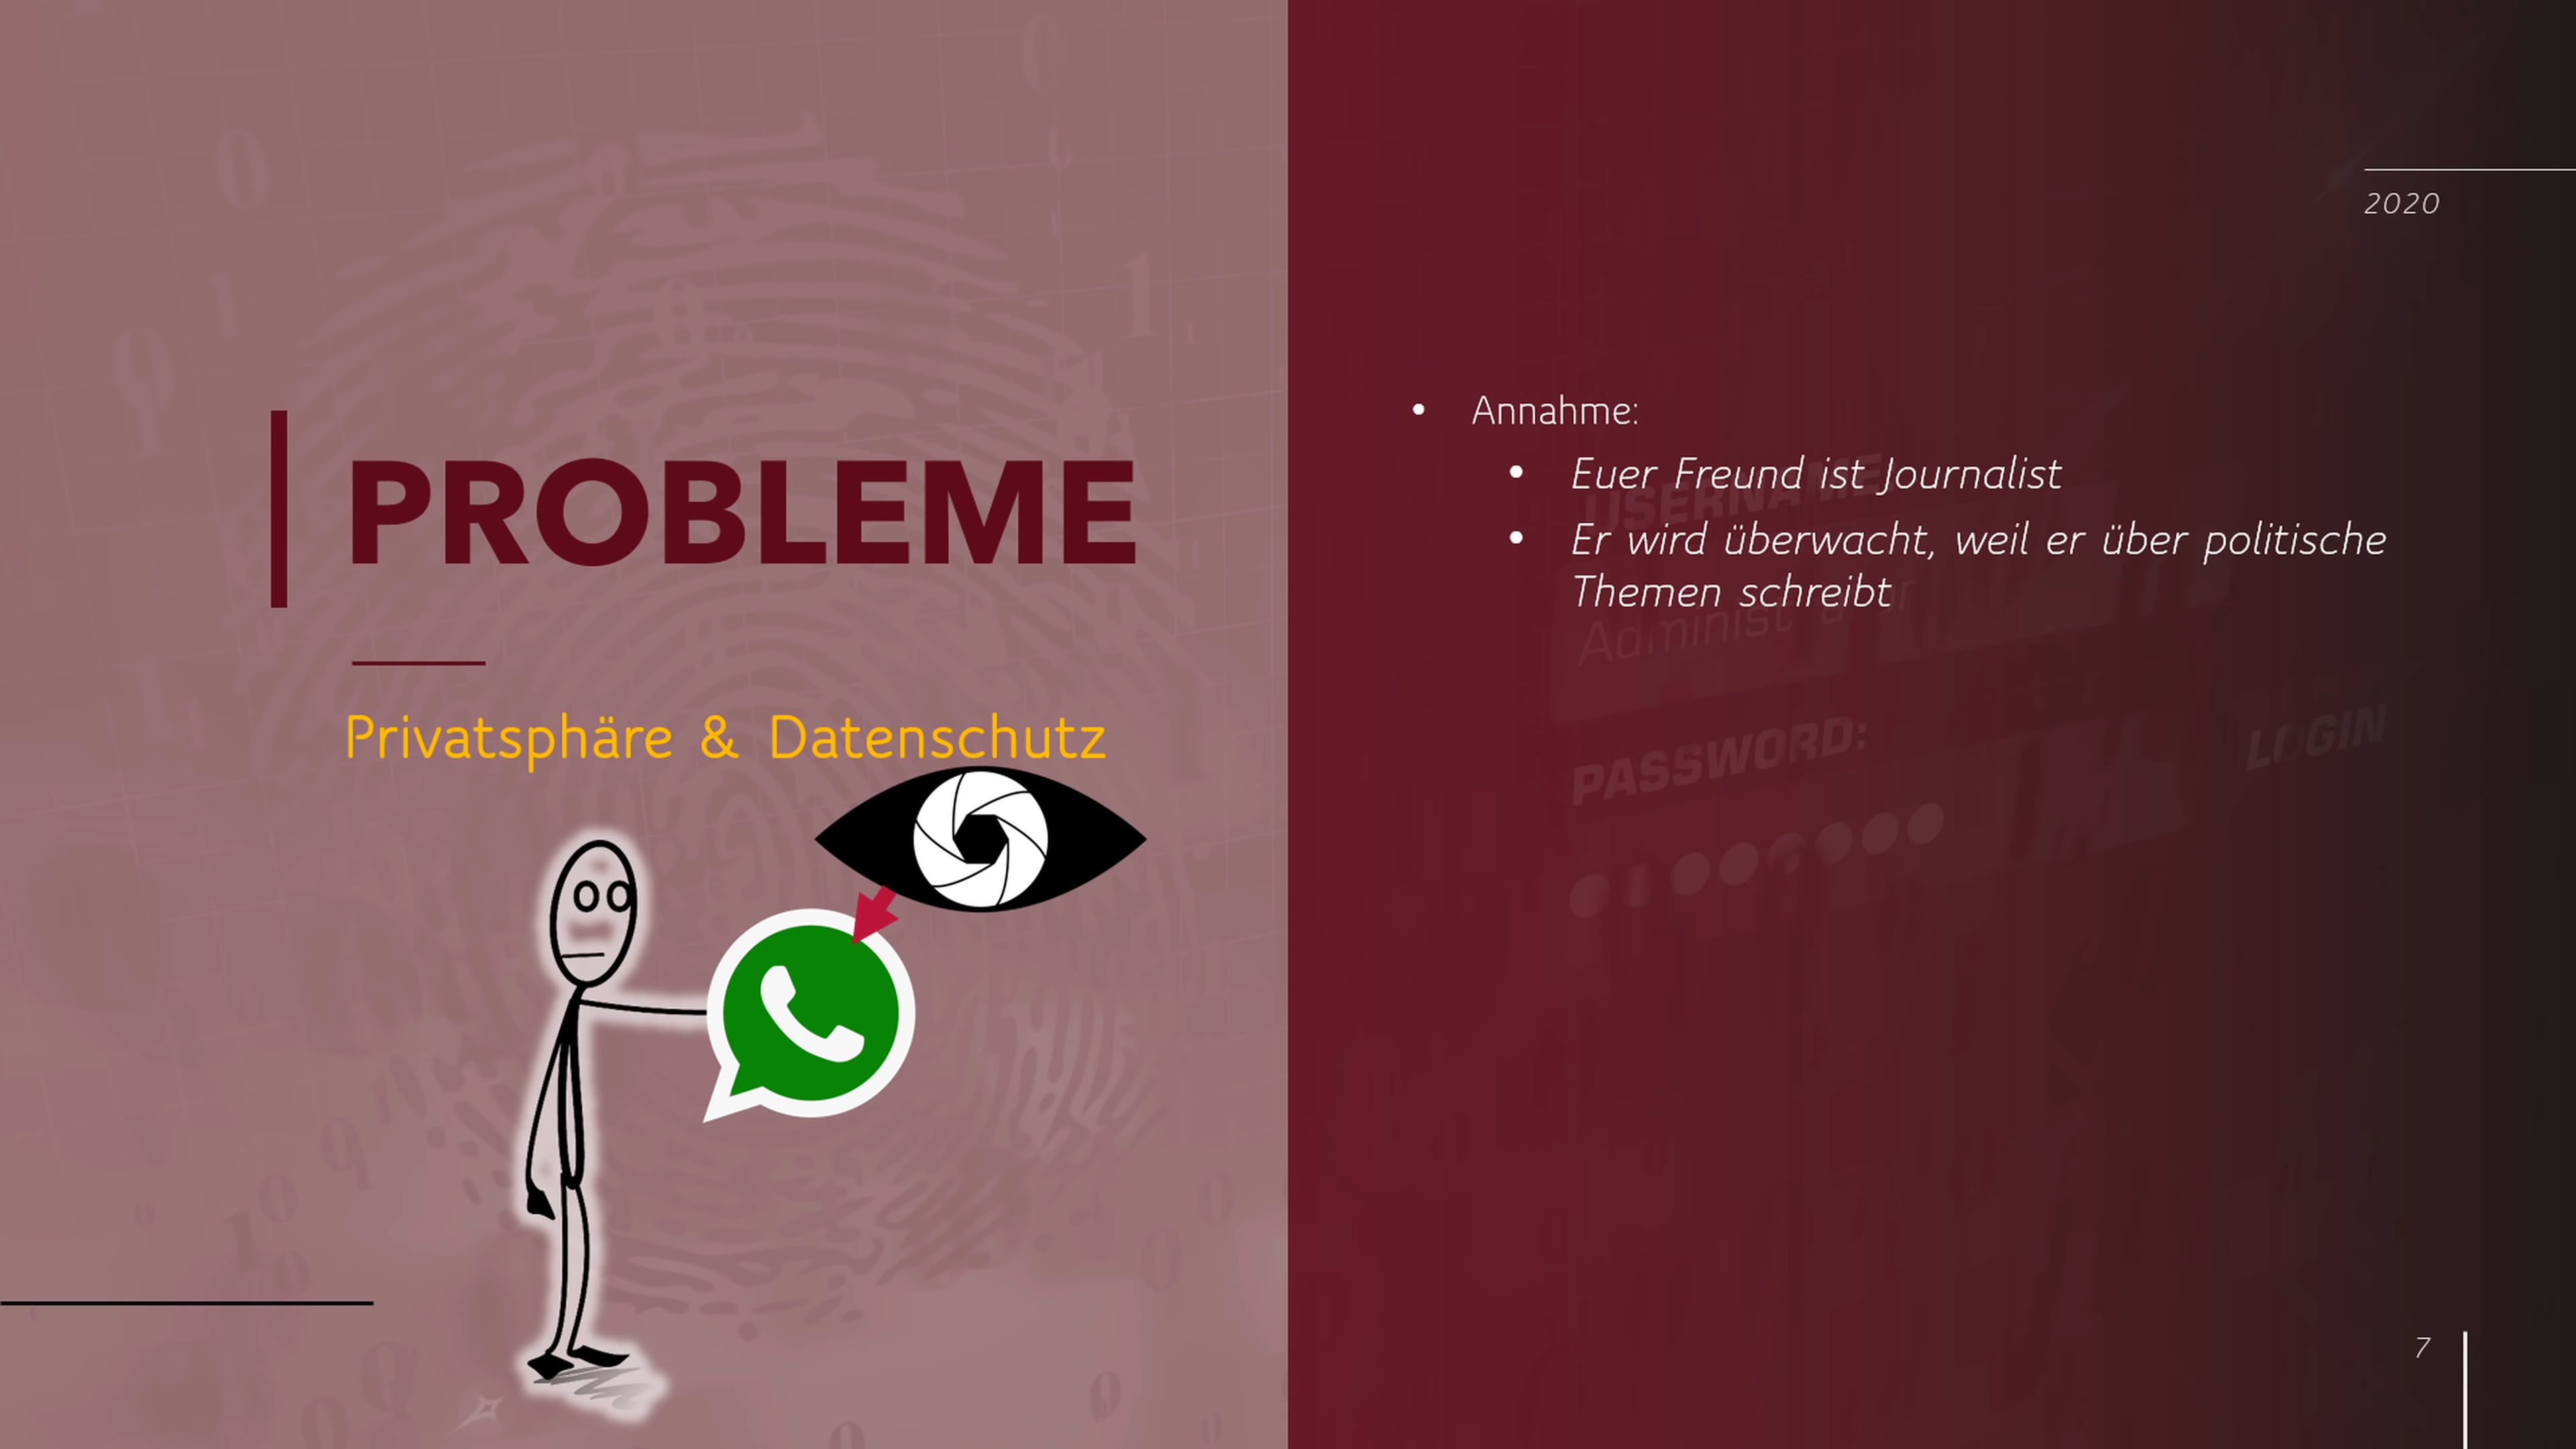 2020
PROBLEME
Privatsphäre & Datenschutz
• Annahme:
• Euer Freund ist Journalist
• Er wird überwacht, weil er über politische
Themen schreibt
USERNAME:
PASSWORD:
LOGIN
7